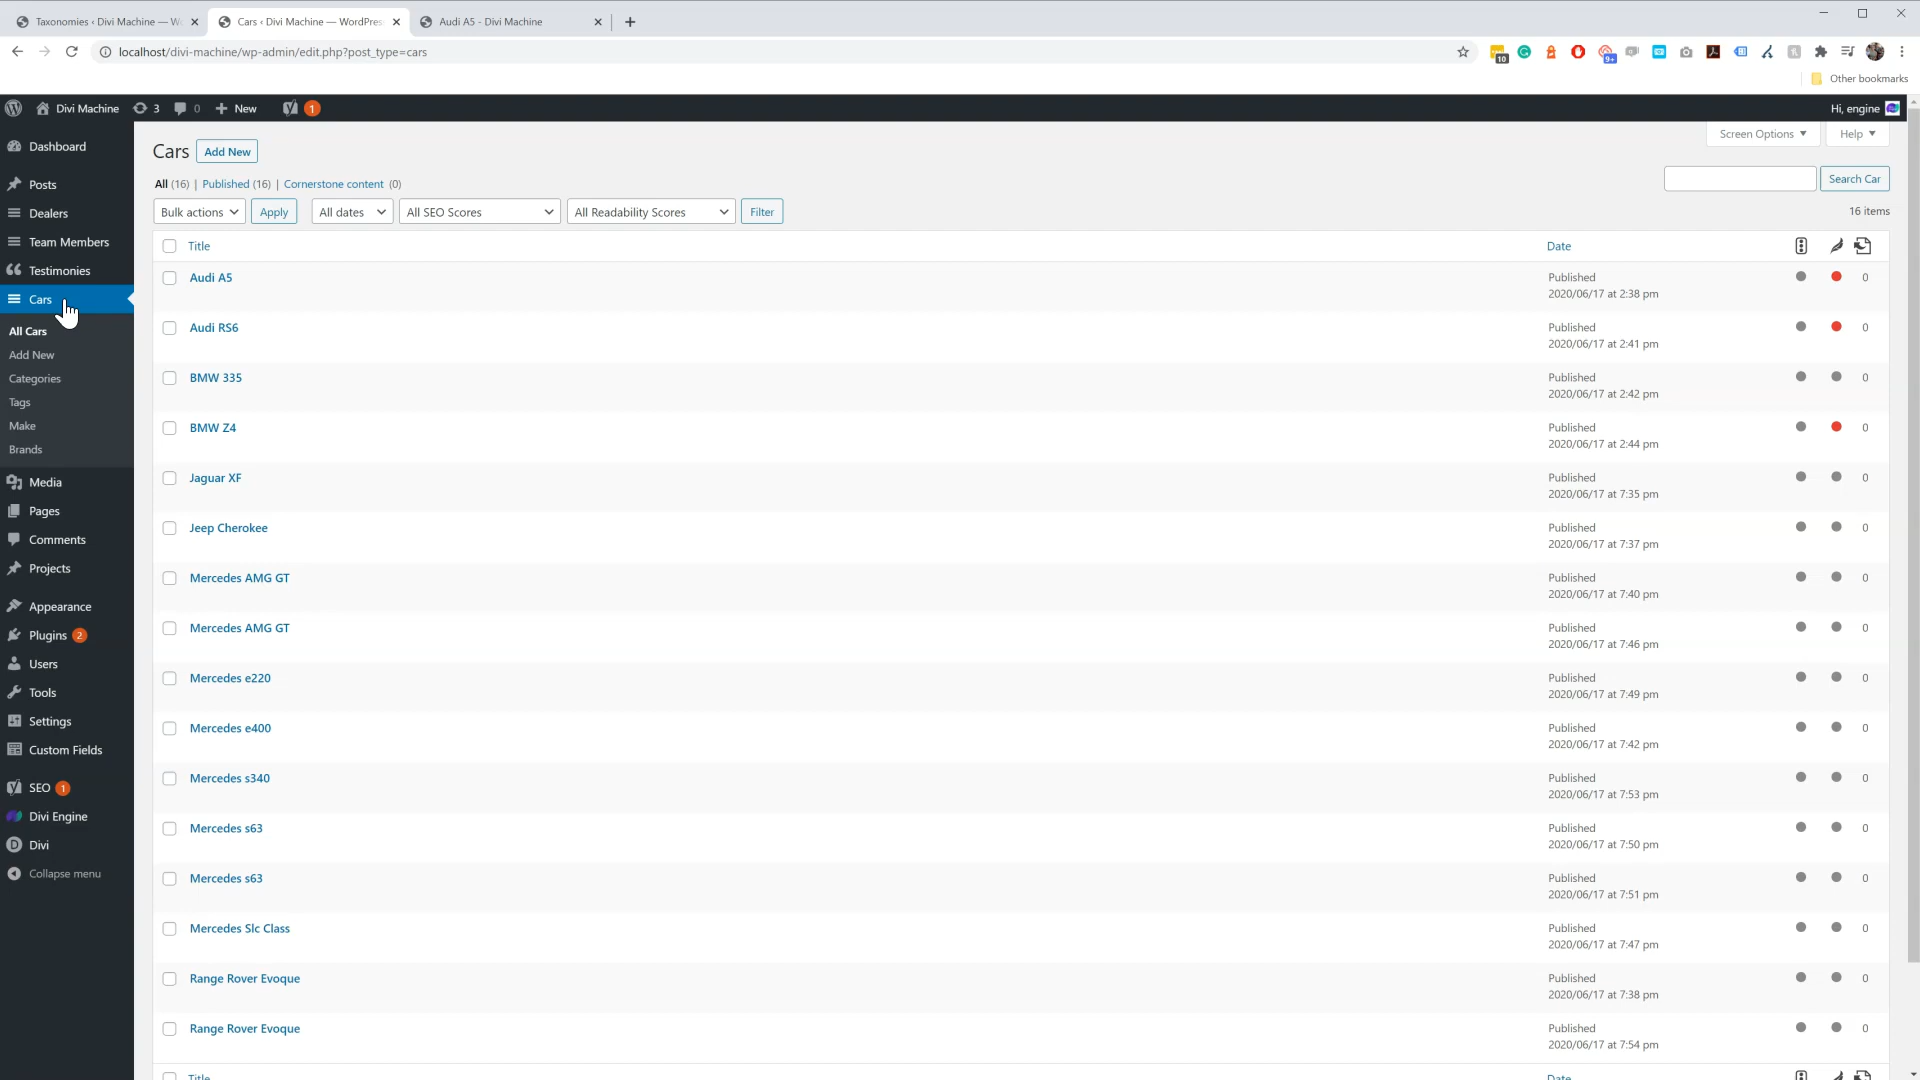 Taxonomies ‹ Divi Machine — W
Cars ‹ Divi Machine — WordPres
Audi A5 - Divi Machine
localhost/divi-machine/wp-admin/edit.php?post_type=cars
10
9+
Other bookmarks
Divi Machine
3
0
New
1
Hi, engine
Dashboard
Posts
Dealers
Team Members
Testimonies
Cars
All Cars
Add New
Categories
Tags
Make
Brands
Media
Pages
Comments
Projects
Appearance
Plugins 2
Users
Tools
Settings
Custom Fields
SEO 1
Divi Engine
Divi
Collapse menu
Screen Options
Help
Cars Add New
All (16) | Published (16) | Cornerstone content (0)
Search Car
Bulk actions Apply All dates All SEO Scores All Readability Scores Filter
16 items
Title Date
Audi A5 Published 0
2020/06/17 at 2:38 pm
Audi RS6 Published 0
2020/06/17 at 2:41 pm
BMW 335 Published 0
2020/06/17 at 2:42 pm
BMW Z4 Published 0
2020/06/17 at 2:44 pm
Jaguar XF Published 0
2020/06/17 at 7:35 pm
Jeep Cherokee Published 0
2020/06/17 at 7:37 pm
Mercedes AMG GT Published 0
2020/06/17 at 7:40 pm
Mercedes AMG GT Published 0
2020/06/17 at 7:46 pm
Mercedes e220 Published 0
2020/06/17 at 7:49 pm
Mercedes e400 Published 0
2020/06/17 at 7:42 pm
Mercedes s340 Published 0
2020/06/17 at 7:53 pm
Mercedes s63 Published 0
2020/06/17 at 7:50 pm
Mercedes s63 Published 0
2020/06/17 at 7:51 pm
Mercedes Slc Class Published 0
2020/06/17 at 7:47 pm
Range Rover Evoque Published 0
2020/06/17 at 7:38 pm
Range Rover Evoque Published 0
2020/06/17 at 7:54 pm
Title Date